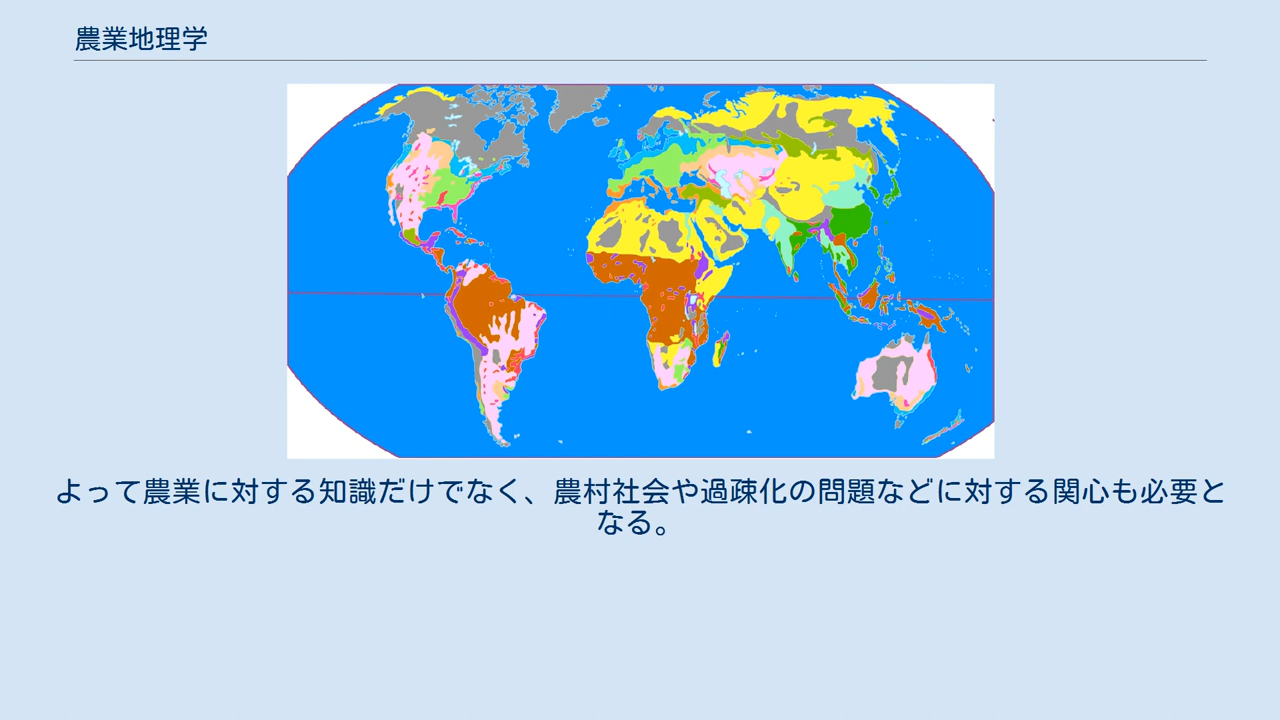 農業地理学
よって農業に対する知識だけでなく、農村社会や過疎化の問題などに対する関心も必要と
なる。